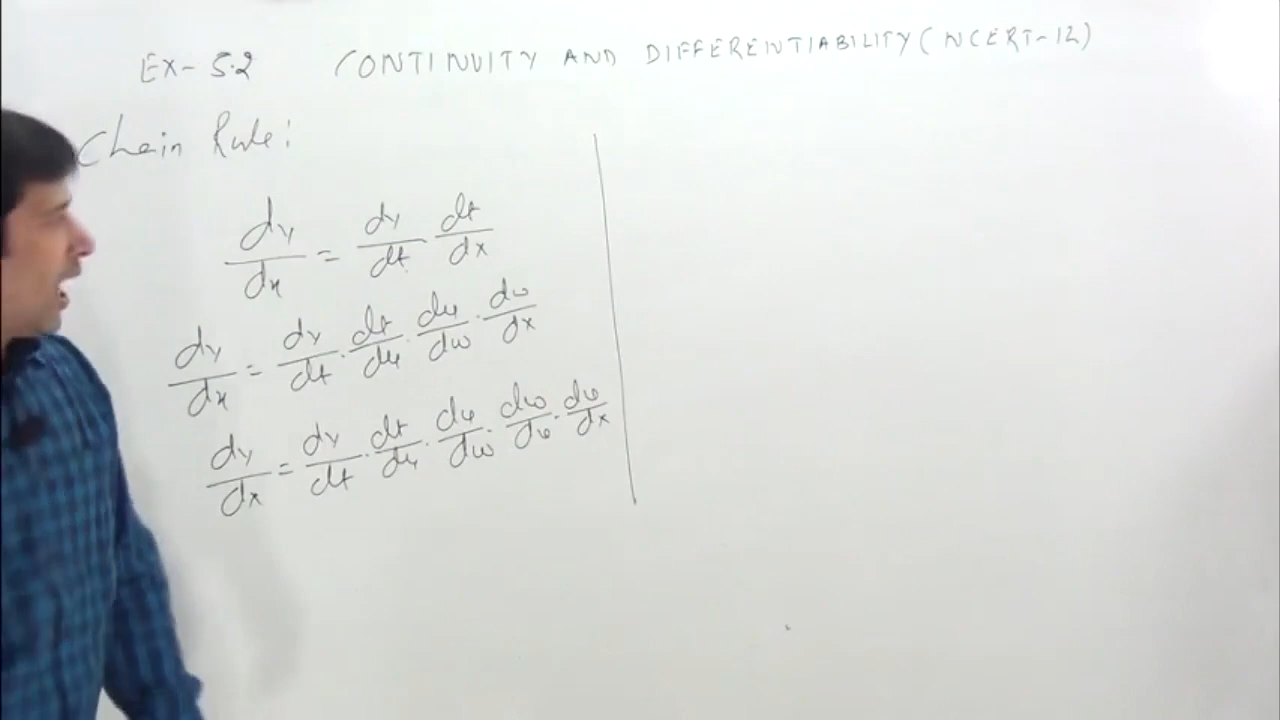 EX- 5.2 CONTINUITY AND DIFFERENTIABILITY (NCERT-12)
Chain Rule:
dy/dx = dy/dt · dt/dx
dy/dx = dy/dt · dt/du · du/dw · dw/dx
dy/dx = dy/dt · dt/du · du/dw · dw/dv · dv/dx